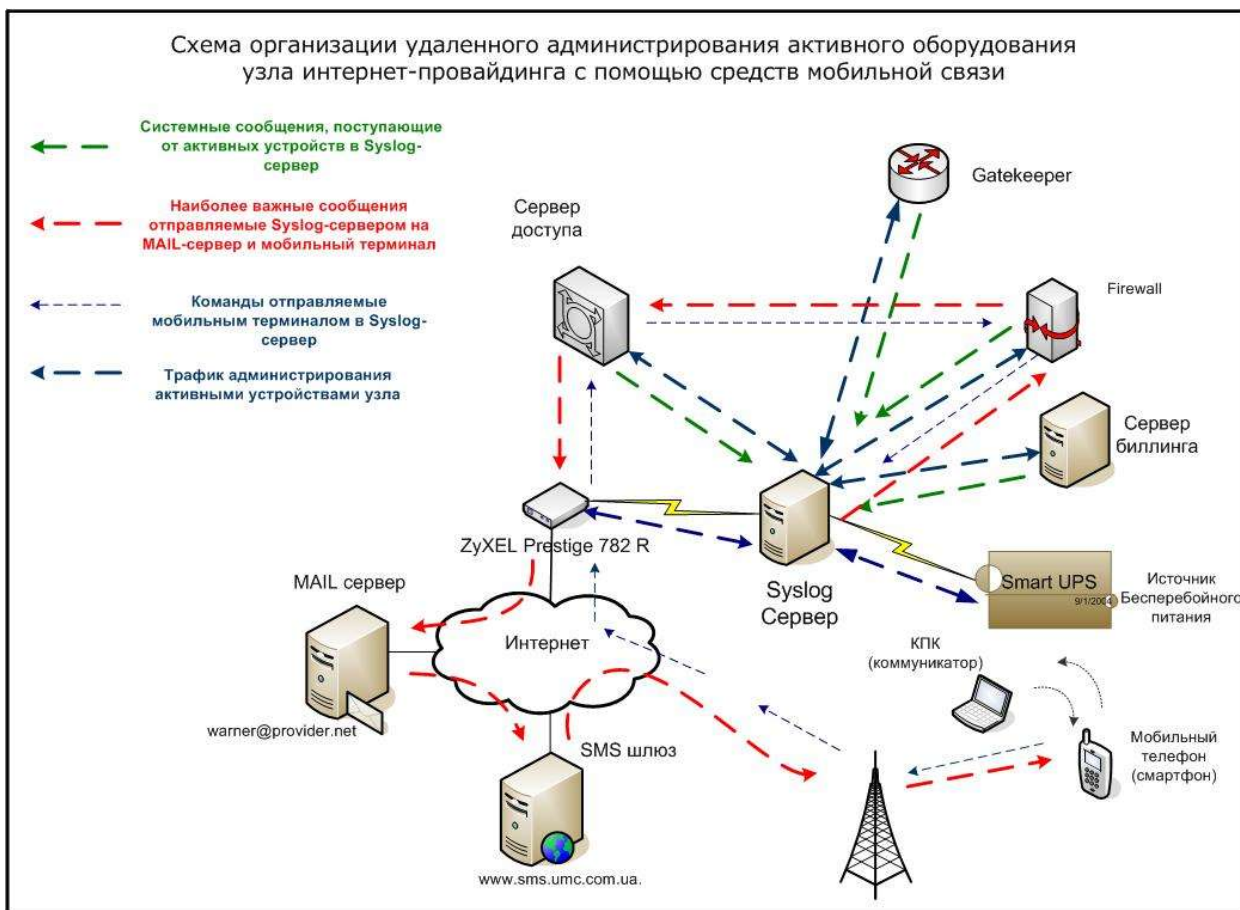 Схема организации удаленного администрирования активного оборудования
узла интернет-провайдинга с помощью средств мобильной связи
Системные сообщения, поступающие
от активных устройств в Syslog-
сервер
Наиболее важные сообщения
отправляемые Syslog-сервером на
MAIL-сервер и мобильный терминал
Команды отправляемые
мобильным терминалом в Syslog-
сервер
Трафик администрирования
активными устройствами узла
Gatekeeper
Сервер
доступа
Firewall
Сервер
биллинга
ZyXEL Prestige 782 R
Syslog
Сервер
Smart UPS
9/1/2004
Источник
Бесперебойного
питания
MAIL сервер
Интернет
КПК
(коммуникатор)
warner@provider.net
SMS шлюз
Мобильный
телефон
(смартфон)
www.sms.umc.com.ua.